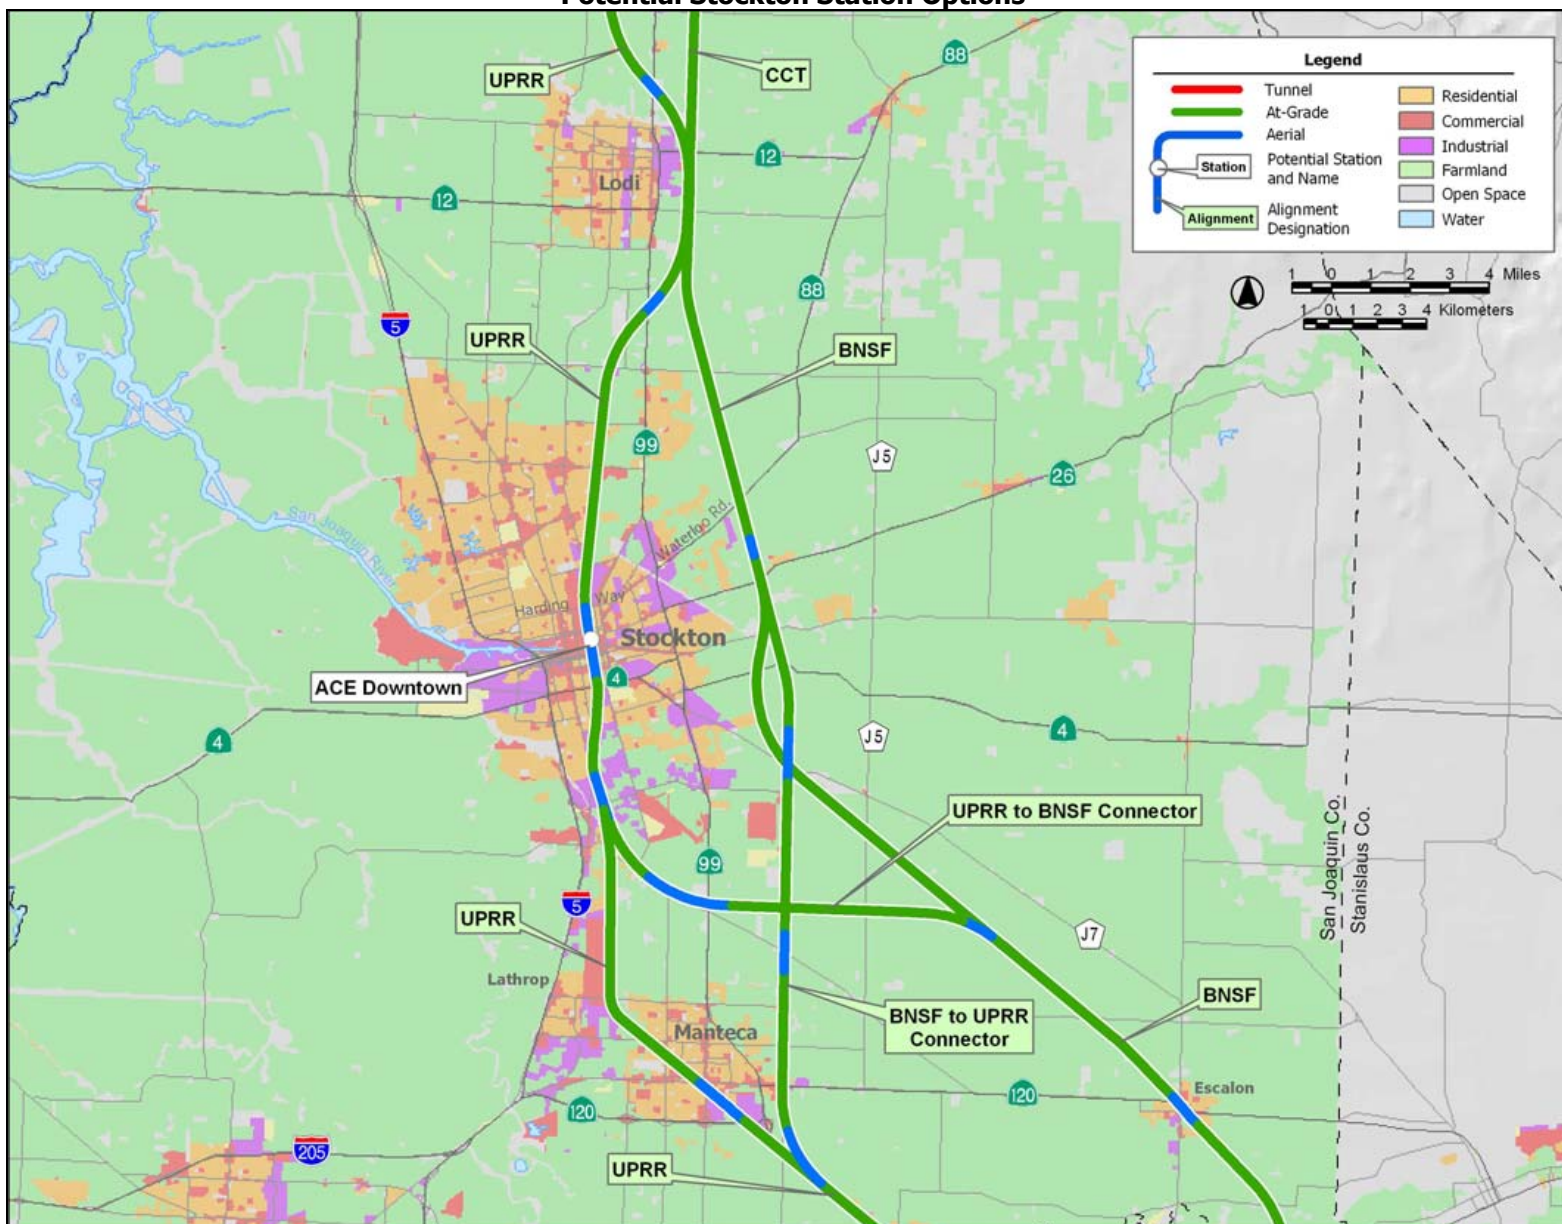 Potential Stockton Station Options
UPRR
CCT
88
Legend
Tunnel
At-Grade
Aerial
Station
Potential Station
and Name
Alignment
Alignment
Designation
Residential
Commercial
Industrial
Farmland
Open Space
Water
12
Lodi
12
88
1 0 1 2 3 4 Miles
1 0 1 2 3 4 Kilometers
5
UPRR
BNSF
99
J5
26
San Joaquin River
Waterloo Rd.
Harding Way
Stockton
ACE Downtown
4
4
J5
4
UPRR to BNSF Connector
San Joaquin Co.
Stanislaus Co.
99
5
UPRR
J7
Lathrop
BNSF
BNSF to UPRR
Connector
Manteca
Escalon
120
120
205
UPRR